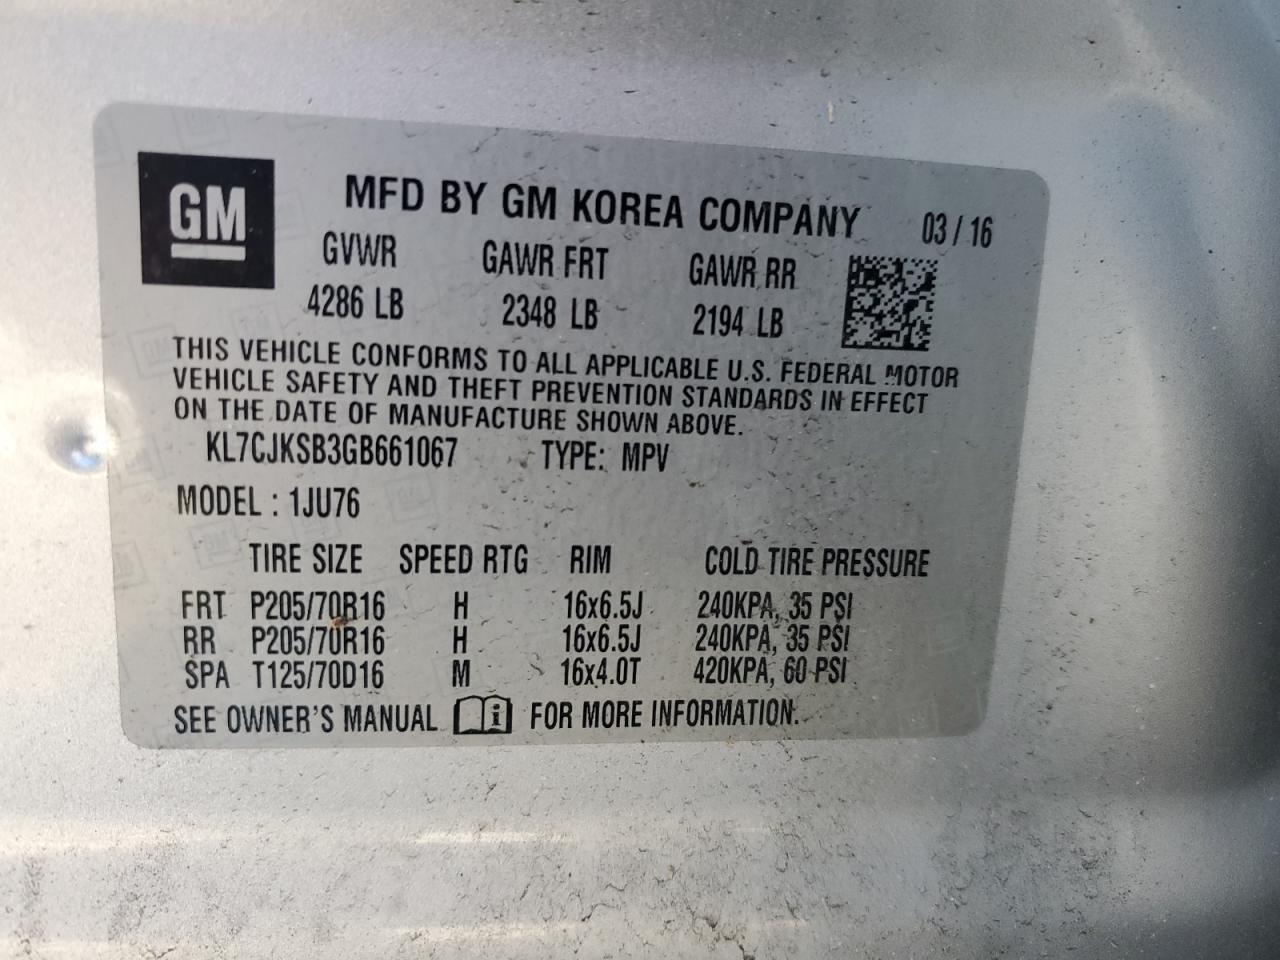 GM
MFD BY GM KOREA COMPANY 03 / 16
GVWR GAWR FRT GAWR RR
4286 LB 2348 LB 2194 LB
THIS VEHICLE CONFORMS TO ALL APPLICABLE U.S. FEDERAL MOTOR
VEHICLE SAFETY AND THEFT PREVENTION STANDARDS IN EFFECT
ON THE DATE OF MANUFACTURE SHOWN ABOVE.
KL7CJKSB3GB661067 TYPE: MPV
MODEL : 1JU76
TIRE SIZE SPEED RTG RIM COLD TIRE PRESSURE
FRT P205/70R16 H 16x6.5J 240KPA, 35 PSI
RR P205/70R16 H 16x6.5J 240KPA, 35 PSI
SPA T125/70D16 M 16x4.0T 420KPA, 60 PSI
SEE OWNER'S MANUAL i FOR MORE INFORMATION.